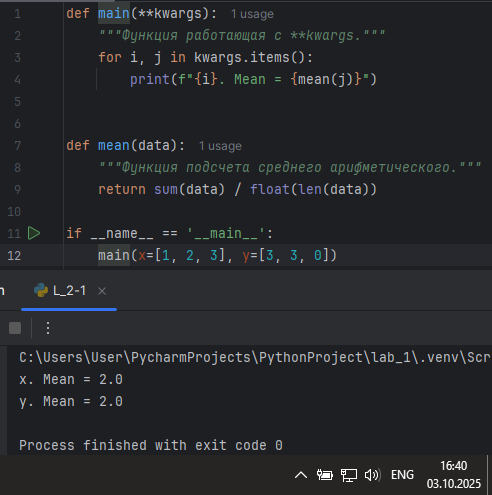 1 def main(**kwargs): 1 usage
2 """Функция работающая с **kwargs."""
3 for i, j in kwargs.items():
4 print(f"{i}. Mean = {mean(j)}")
5
6
7 def mean(data): 1 usage
8 """Функция подсчета среднего арифметического."""
9 return sum(data) / float(len(data))
10
11 if __name__ == '__main__':
12 main(x=[1, 2, 3], y=[3, 3, 0])
n L_2-1 ×
C:\Users\User\PycharmProjects\PythonProject\lab_1\.venv\Scr
x. Mean = 2.0
y. Mean = 2.0
Process finished with exit code 0
ENG
16:40
03.10.2025